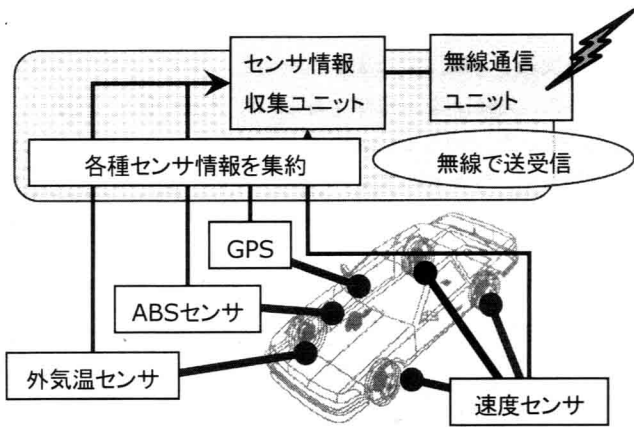 センサ情報
収集ユニット
無線通信
ユニット
各種センサ情報を集約
無線で送受信
GPS
ABSセンサ
外気温センサ
速度センサ